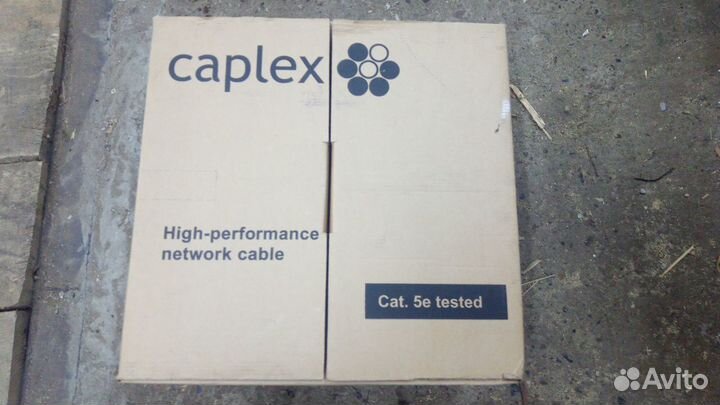 caplex
High-performance
network cable
Cat. 5e tested
Avito